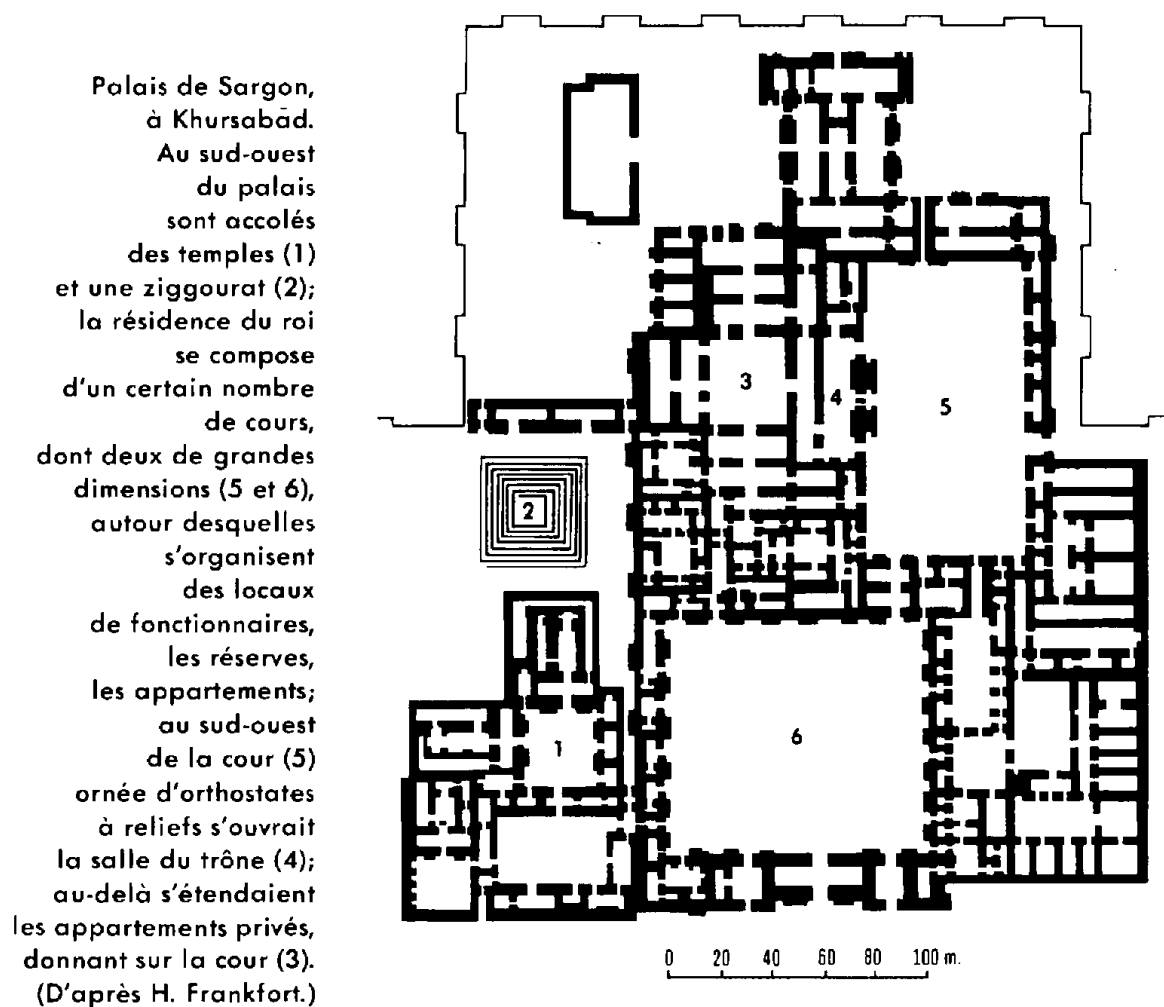 Palais de Sargon,
à Khursabād.
Au sud-ouest
du palais
sont accolés
des temples (1)
et une ziggourat (2);
la résidence du roi
se compose
d'un certain nombre
de cours,
dont deux de grandes
dimensions (5 et 6),
autour desquelles
s'organisent
des locaux
de fonctionnaires,
les réserves,
les appartements;
au sud-ouest
de la cour (5)
ornée d'orthostates
à reliefs s'ouvrait
la salle du trône (4);
au-delà s'étendaient
les appartements privés,
donnant sur la cour (3).
(D'après H. Frankfort.)
3
4
5
2
1
6
0 20 40 60 80 100 m.